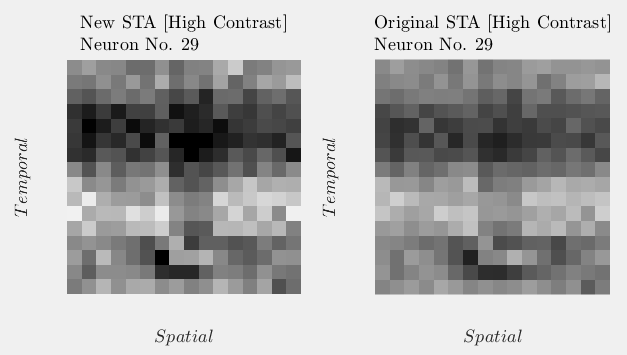 New STA [High Contrast]
Neuron No. 29
Temporal
Spatial
Original STA [High Contrast]
Neuron No. 29
Temporal
Spatial